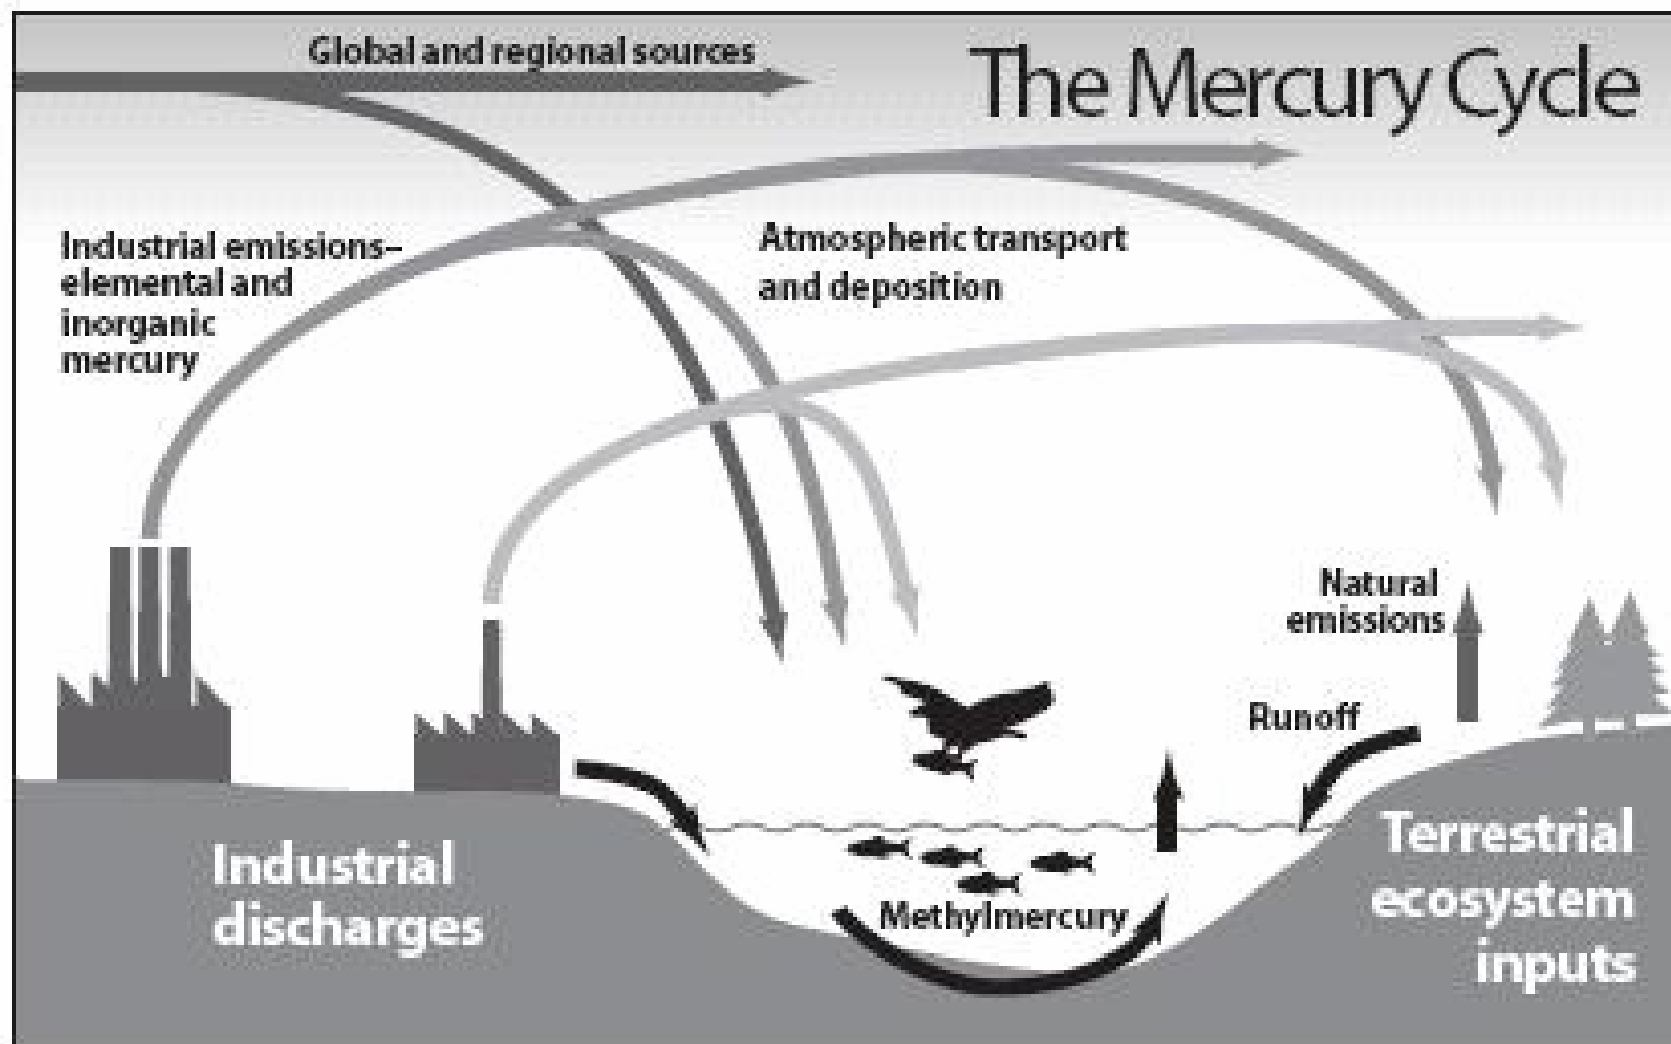 Global and regional sources
The Mercury Cycle
Industrial emissions–
elemental and
inorganic
mercury
Atmospheric transport
and deposition
Natural
emissions
Runoff
Industrial
discharges
Methylmercury
Terrestrial
ecosystem
inputs